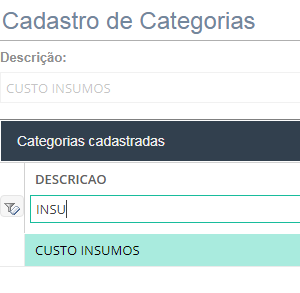 Cadastro de Categorias
Descrição:
CUSTO INSUMOS
Categorias cadastradas
DESCRICAO
INSU
CUSTO INSUMOS